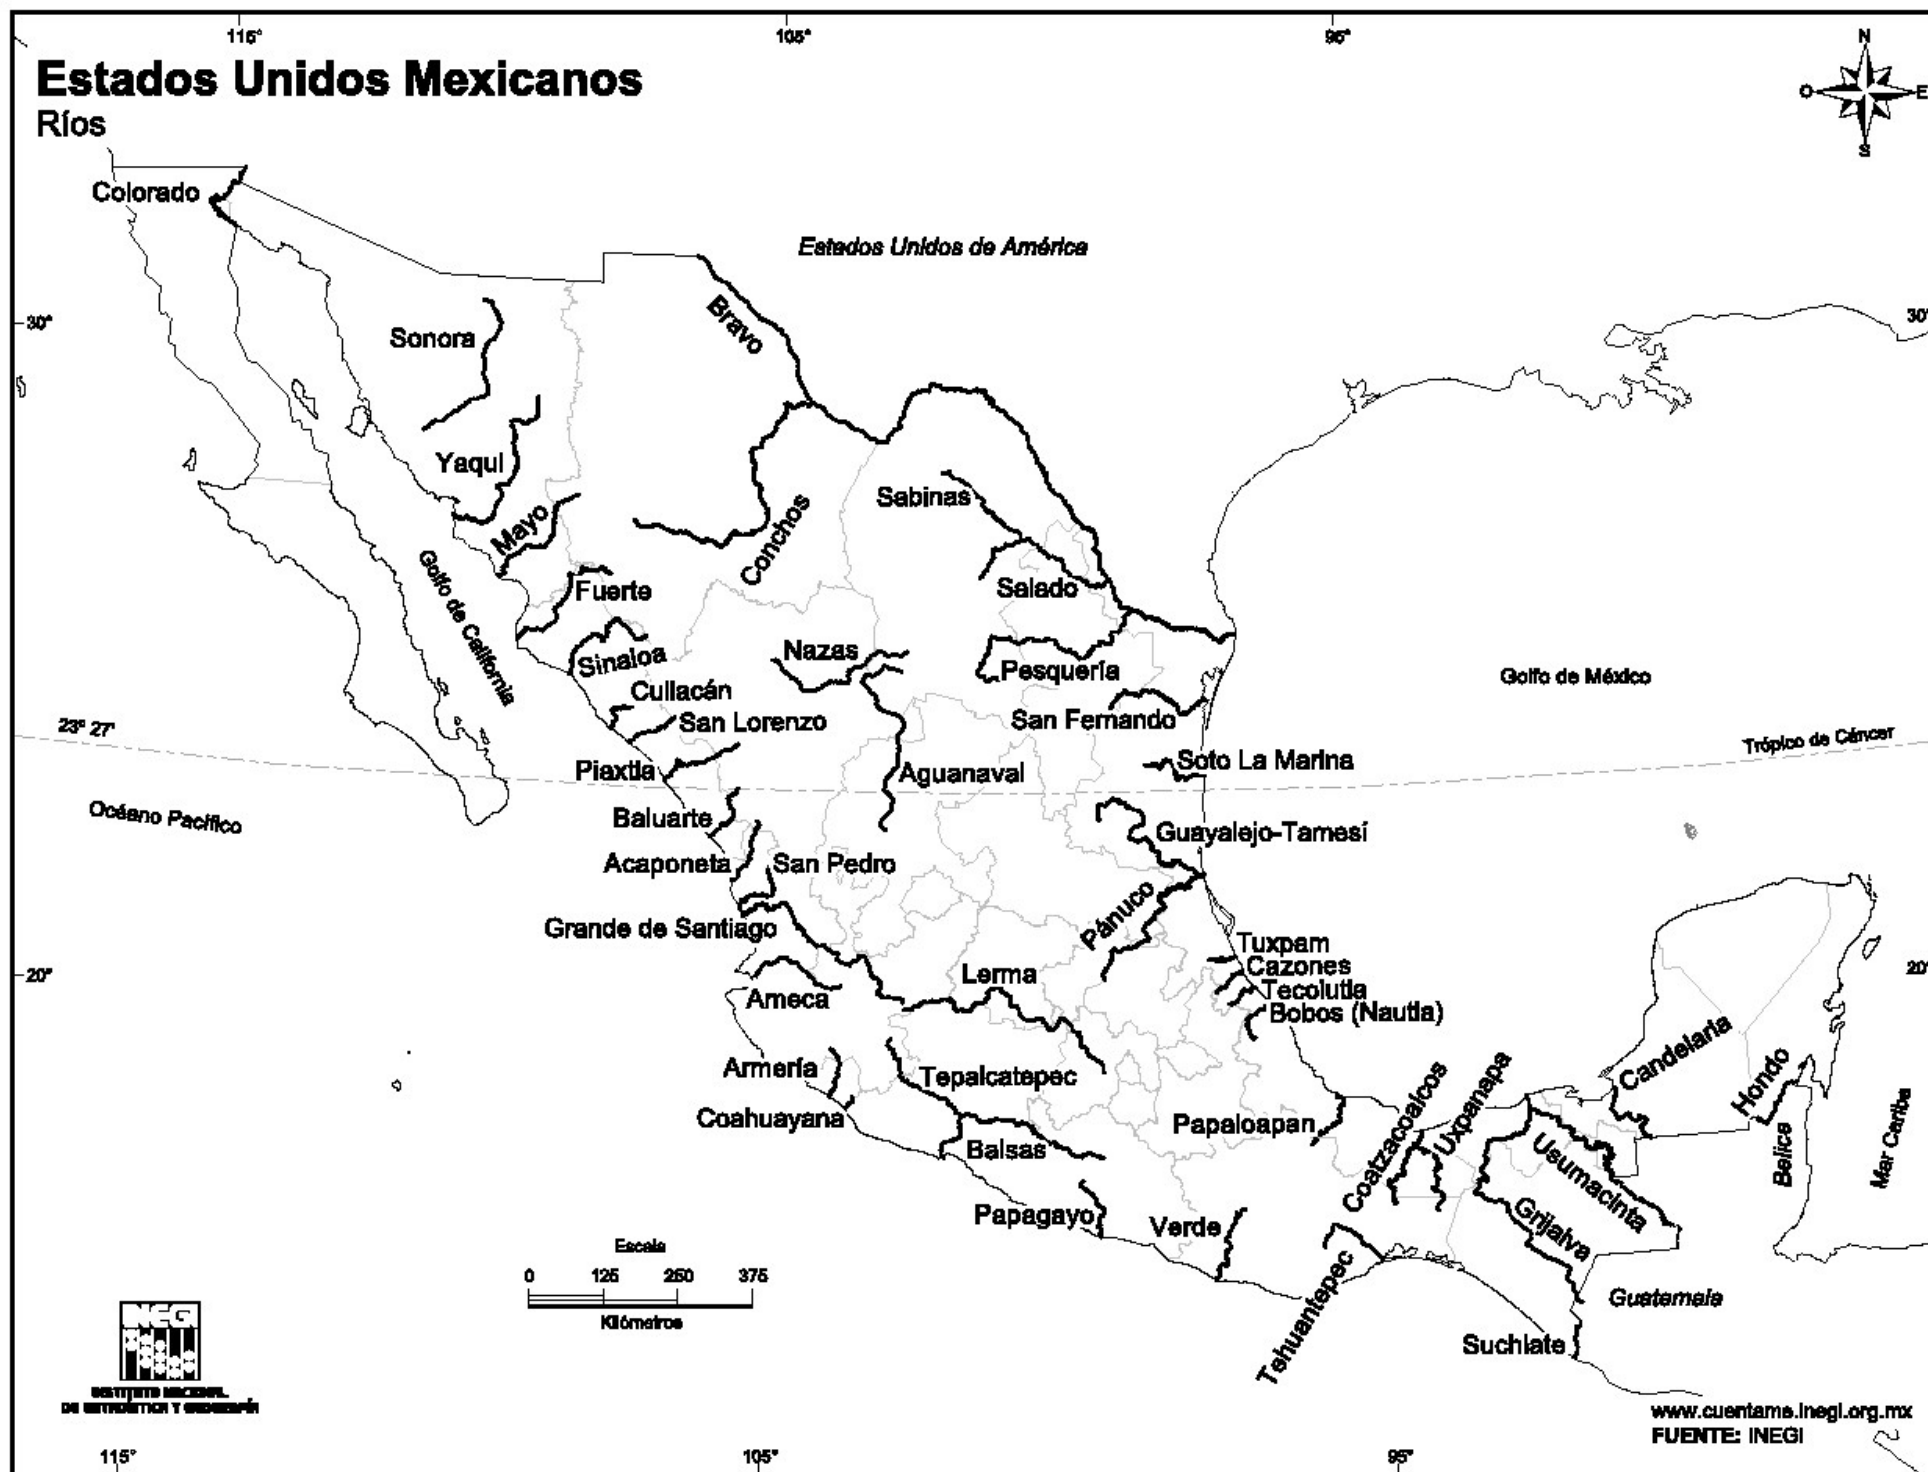 115°
105°
95°
N
O
E
S
Estados Unidos Mexicanos
Ríos
Colorado
Estados Unidos de América
Bravo
30°
30°
Sonora
Yaqui
Mayo
Conchos
Sabinas
Fuerte
Salado
Golfo de California
Sinaloa
Nazas
Pesquería
Golfo de México
Culiacán
San Lorenzo
San Fernando
23° 27'
Trópico de Cáncer
Piaxtla
Aguanaval
Soto La Marina
Océano Pacífico
Baluarte
Guayalejo-Tamesí
Acaponeta
San Pedro
Pánuco
Grande de Santiago
Tuxpam
Cazones
20°
20°
Lerma
Ameca
Tecolutla
Bobos (Nautla)
Candelaria
Hondo
Armería
Tepalcatepec
Coatzacoalcos
Uxpanapa
Coahuayana
Papaloapan
Balsas
Usumacinta
Belice
Mar Caribe
Papagayo
Verde
Grijalva
Tehuantepec
Guatemala
Suchiate
Escala
0 125 250 375
Kilómetros
INEGI
INSTITUTO NACIONAL
DE ESTADÍSTICA Y GEOGRAFÍA
www.cuentame.inegi.org.mx
FUENTE: INEGI
115°
105°
95°